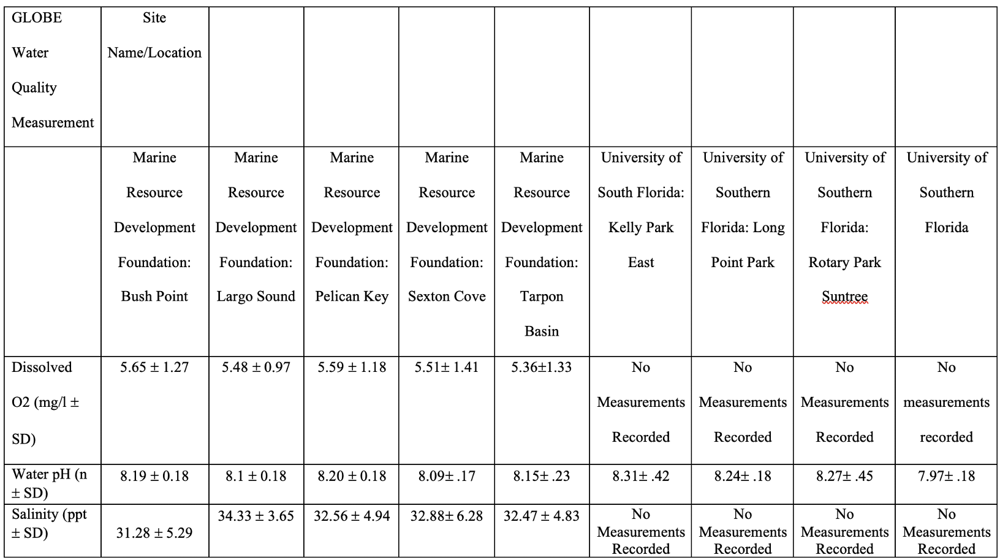 GLOBE
Water
Quality
Measurement
Site
Name/Location
Marine
Resource
Development
Foundation:
Bush Point
Marine
Resource
Development
Foundation:
Largo Sound
Marine
Resource
Development
Foundation:
Pelican Key
Marine
Resource
Development
Foundation:
Sexton Cove
Marine
Resource
Development
Foundation:
Tarpon
Basin
University of
South Florida:
Kelly Park
East
University of
Southern
Florida: Long
Point Park
University of
Southern
Florida:
Rotary Park
Suntree
University of
Southern
Florida
Dissolved
O2 (mg/l ±
SD)
5.65 ± 1.27
5.48 ± 0.97
5.59 ± 1.18
5.51± 1.41
5.36±1.33
No
Measurements
Recorded
No
Measurements
Recorded
No
Measurements
Recorded
No
measurements
recorded
Water pH (n
± SD)
8.19 ± 0.18
8.1 ± 0.18
8.20 ± 0.18
8.09± .17
8.15± .23
8.31± .42
8.24± .18
8.27± .45
7.97± .18
Salinity (ppt
± SD)
31.28 ± 5.29
34.33 ± 3.65
32.56 ± 4.94
32.88± 6.28
32.47 ± 4.83
No
Measurements
Recorded
No
Measurements
Recorded
No
Measurements
Recorded
No
Measurements
Recorded